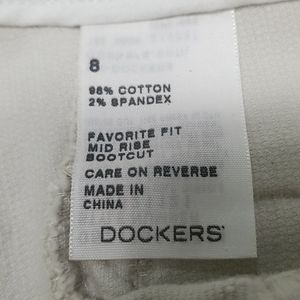 8
98% COTTON
2% SPANDEX
FAVORITE FIT
MID RISE
BOOTCUT
CARE ON REVERSE
MADE IN
CHINA
DOCKERS